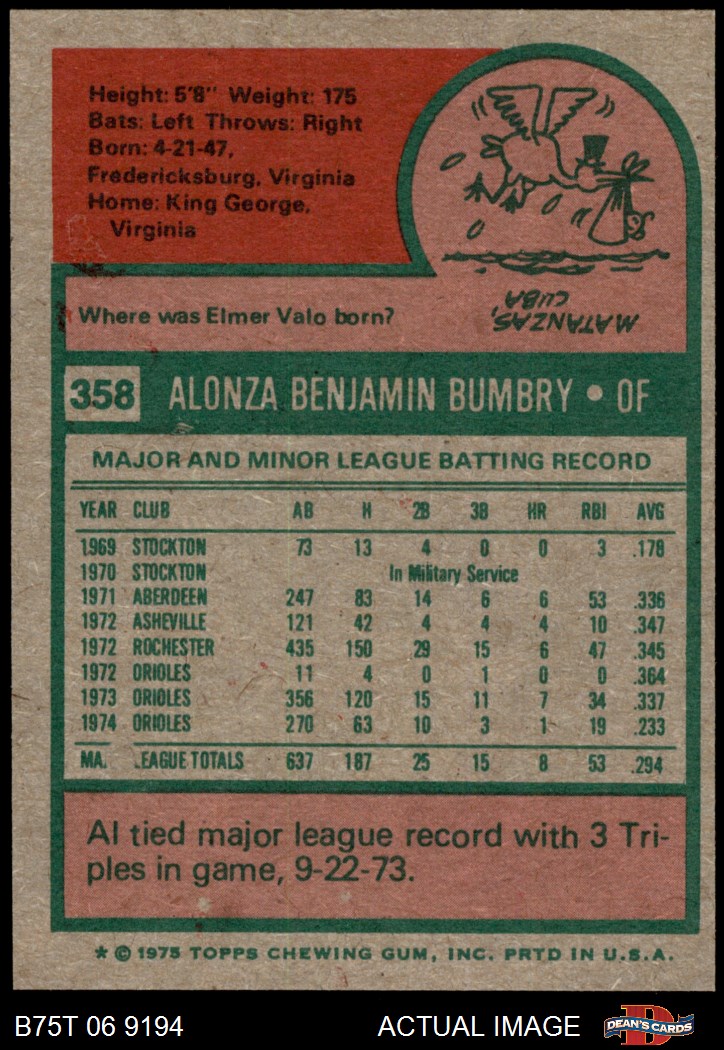 Height: 5'8" Weight: 175
Bats: Left Throws: Right
Born: 4-21-47,
Fredericksburg, Virginia
Home: King George,
Virginia
Where was Elmer Valo born?
MATANZAS,
CUBA
358 ALONZA BENJAMIN BUMBRY • OF
MAJOR AND MINOR LEAGUE BATTING RECORD
YEAR CLUB AB H 2B 3B HR RBI AVG
1969 STOCKTON 73 13 4 0 0 3 .178
1970 STOCKTON In Military Service
1971 ABERDEEN 247 83 14 6 6 53 .336
1972 ASHEVILLE 121 42 4 4 4 10 .347
1972 ROCHESTER 435 150 29 15 6 47 .345
1972 ORIOLES 11 4 0 1 0 0 .364
1973 ORIOLES 356 120 15 11 7 34 .337
1974 ORIOLES 270 63 10 3 1 19 .233
MA. LEAGUE TOTALS 637 187 25 15 8 53 .294
Al tied major league record with 3 Tri-
ples in game, 9-22-73.
* © 1975 TOPPS CHEWING GUM, INC. PRTD IN U.S.A.
B75T 06 9194 ACTUAL IMAGE D DEAN'S CARDS